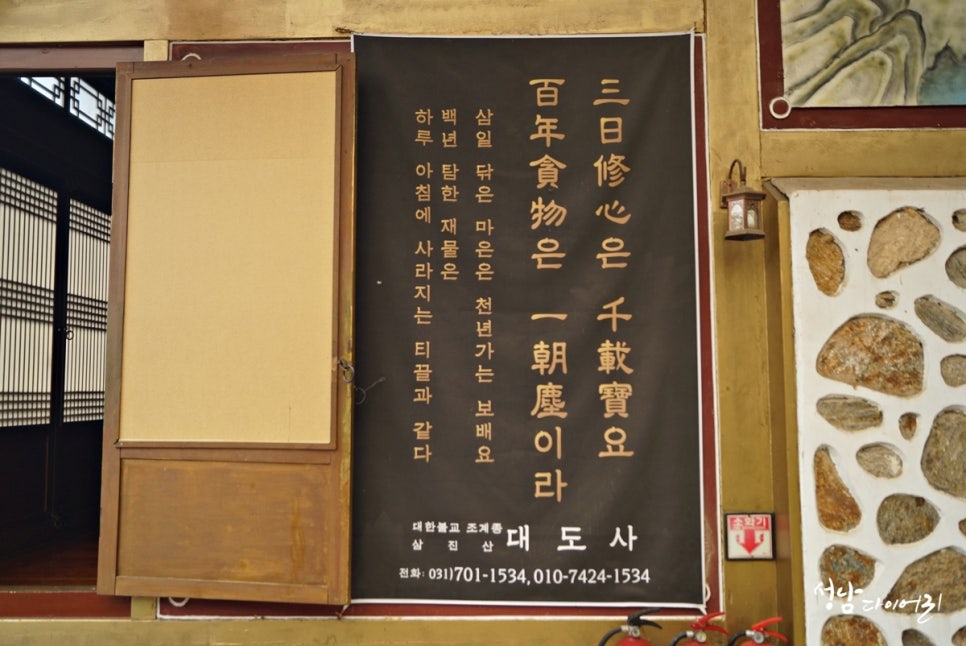 三日修心은 千載寶요
百年貪物은 一朝塵이라
삼일 닦은 마은은 천년가는 보배요
백년 탐한 재물은
하루 아침에 사라지는 티끌과 같다
대한불교 조계종
삼진산
대도사
전화: 031)701-1534, 010-7424-1534
소화기
성남다이어리